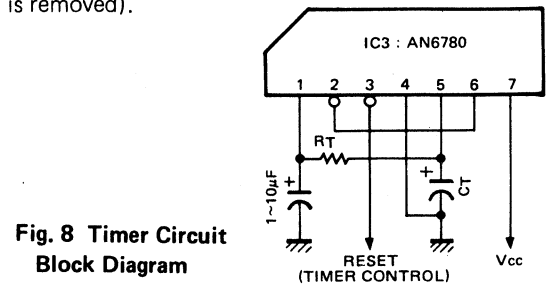 is removed).
IC3 : AN6780
1 2 3 4 5 6 7
RT
+
1~10μF
+
CT
Fig. 8 Timer Circuit
Block Diagram
RESET
(TIMER CONTROL)
Vcc